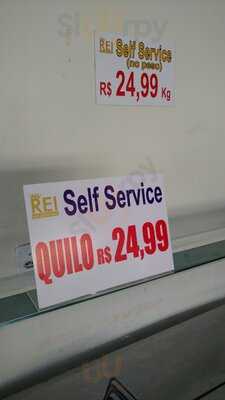 REI Self Service
(no peso)
R$ 24,99 Kg
REI Self Service
QUILO R$ 24,99